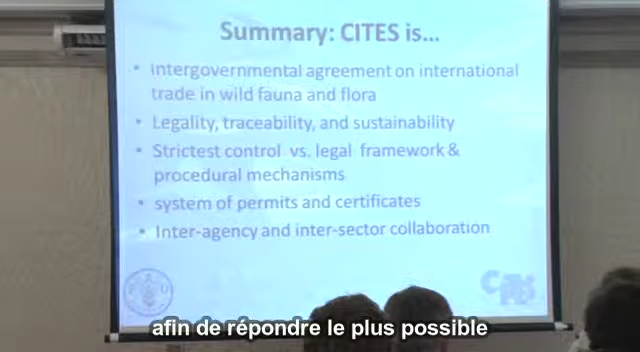 Summary: CITES is...
• Intergovernmental agreement on international
trade in wild fauna and flora
• Legality, traceability, and sustainability
• Strictest control vs. legal framework &
procedural mechanisms
• system of permits and certificates
• Inter-agency and inter-sector collaboration
afin de répondre le plus possible